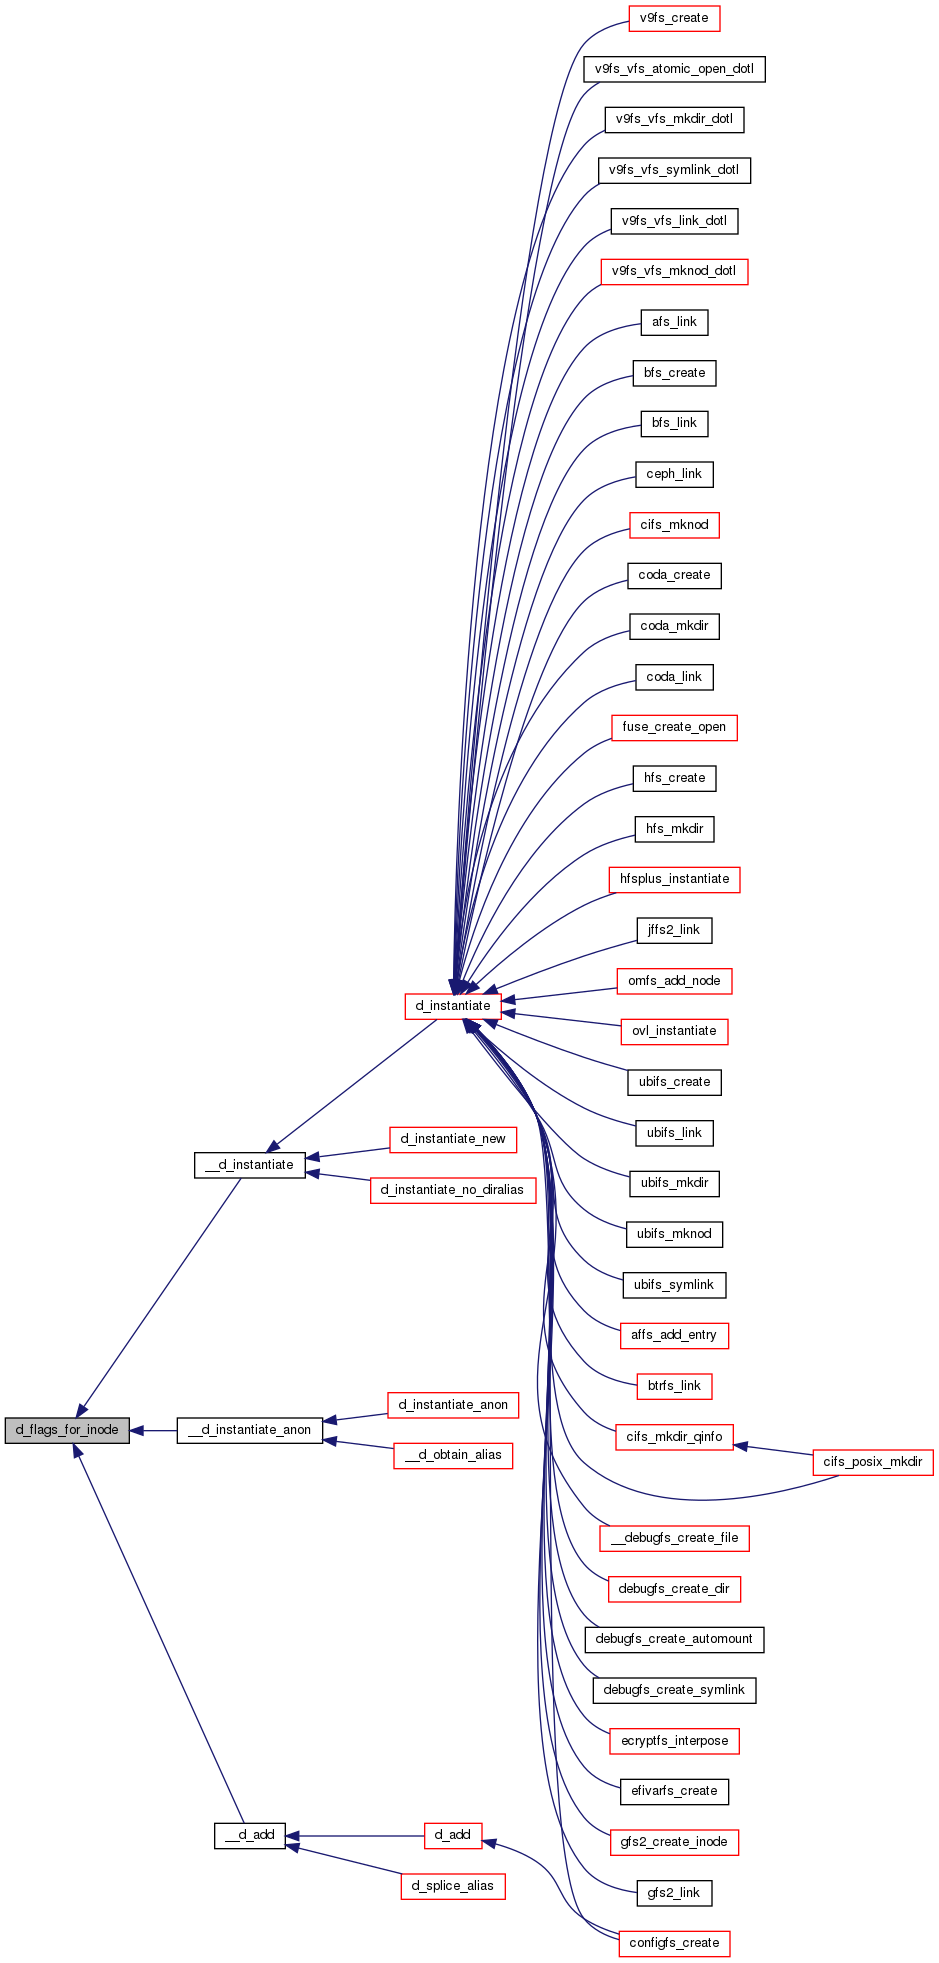 v9fs_create
v9fs_vfs_atomic_open_dotl
v9fs_vfs_mkdir_dotl
v9fs_vfs_symlink_dotl
v9fs_vfs_link_dotl
v9fs_vfs_mknod_dotl
afs_link
bfs_create
bfs_link
ceph_link
cifs_mknod
coda_create
coda_mkdir
coda_link
fuse_create_open
hfs_create
hfs_mkdir
hfsplus_instantiate
jffs2_link
omfs_add_node
d_instantiate
ovl_instantiate
ubifs_create
ubifs_link
d_instantiate_new
__d_instantiate
ubifs_mkdir
d_instantiate_no_diralias
ubifs_mknod
ubifs_symlink
affs_add_entry
btrfs_link
d_instantiate_anon
d_flags_for_inode
__d_instantiate_anon
cifs_mkdir_qinfo
__d_obtain_alias
cifs_posix_mkdir
__debugfs_create_file
debugfs_create_dir
debugfs_create_automount
debugfs_create_symlink
ecryptfs_interpose
efivarfs_create
__d_add
d_add
gfs2_create_inode
d_splice_alias
gfs2_link
configfs_create